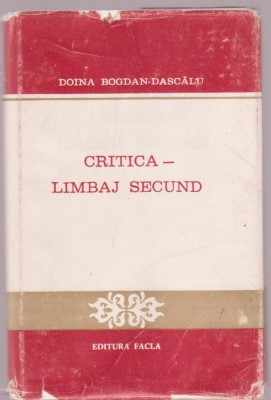 DOINA BOGDAN-DASCĂLU
CRITICA –
LIMBAJ SECUND
EDITURA FACLA